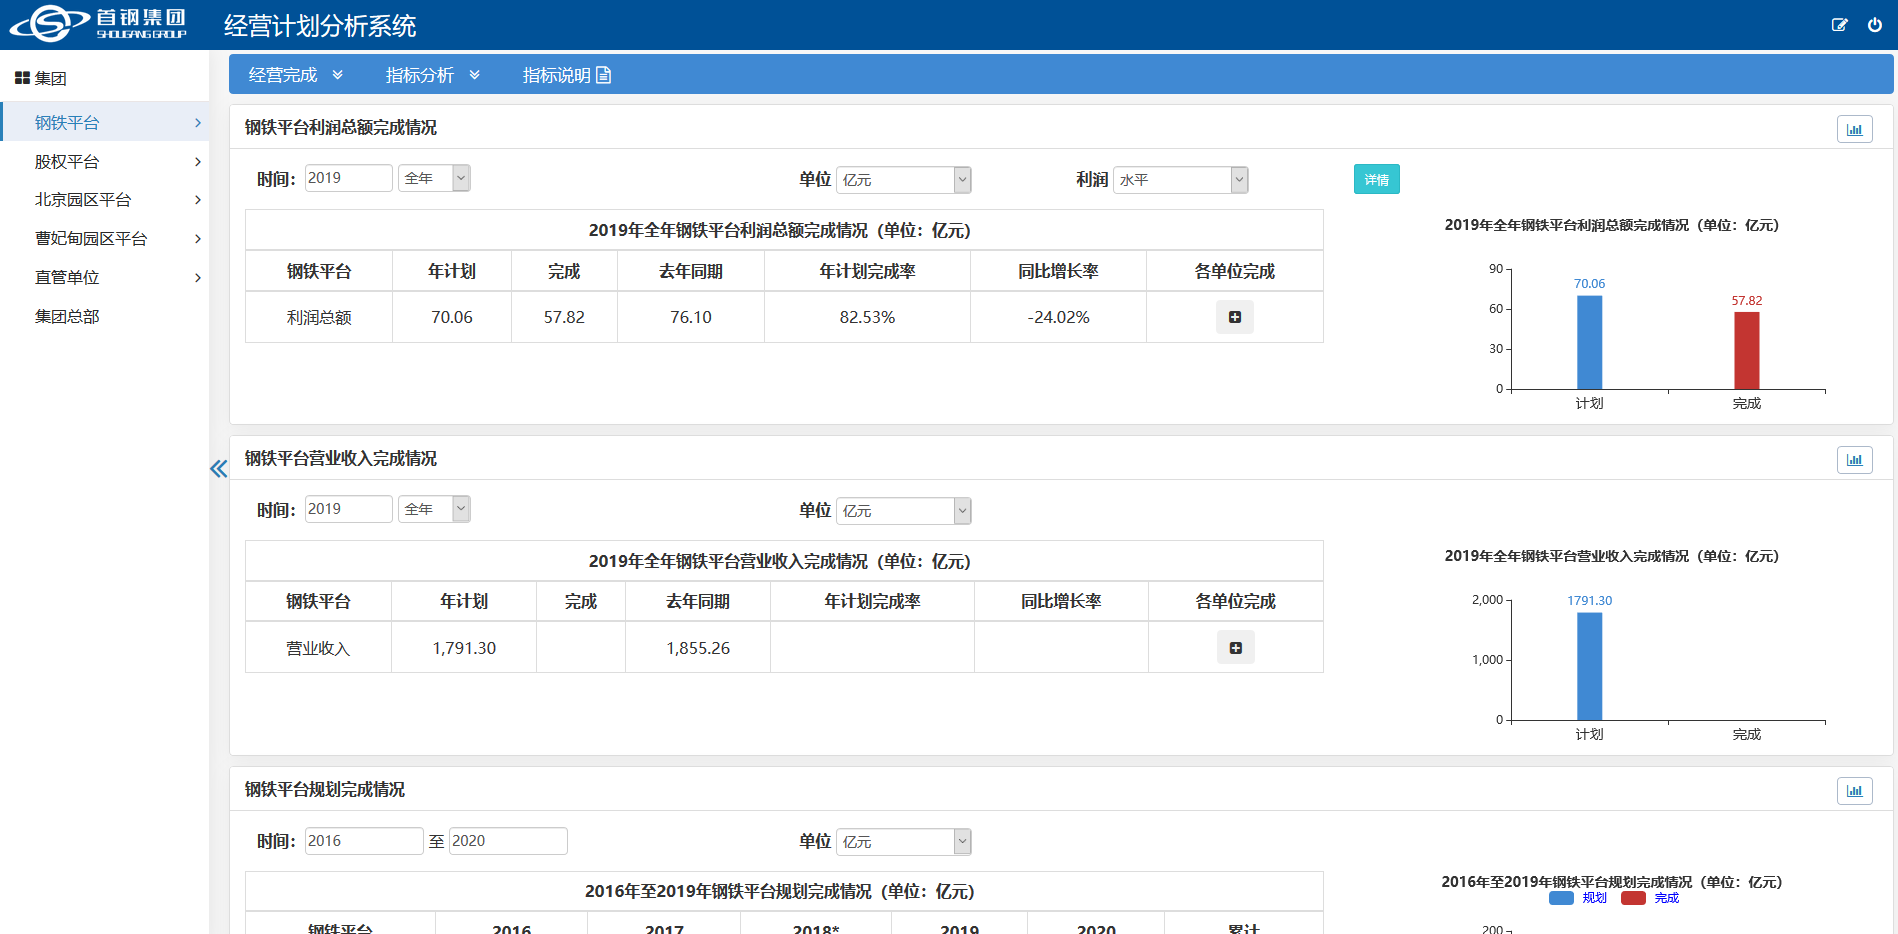 首钢集团
SHOUGANG GROUP
经营计划分析系统
集团
钢铁平台
股权平台
北京园区平台
曹妃甸园区平台
直管单位
集团总部
经营完成 指标分析 指标说明
钢铁平台利润总额完成情况
时间： 2019 全年 单位 亿元 利润 水平 详情
2019年全年钢铁平台利润总额完成情况（单位：亿元）
钢铁平台 年计划 完成 去年同期 年计划完成率 同比增长率 各单位完成
利润总额 70.06 57.82 76.10 82.53% -24.02%
2019年全年钢铁平台利润总额完成情况（单位：亿元）
90
70.06
57.82
60
30
0
计划 完成
钢铁平台营业收入完成情况
时间： 2019 全年 单位 亿元
2019年全年钢铁平台营业收入完成情况（单位：亿元）
钢铁平台 年计划 完成 去年同期 年计划完成率 同比增长率 各单位完成
营业收入 1,791.30 1,855.26
2019年全年钢铁平台营业收入完成情况（单位：亿元）
2,000 1791.30
1,000
0
计划 完成
钢铁平台规划完成情况
时间： 2016 至 2020 单位 亿元
2016年至2019年钢铁平台规划完成情况（单位：亿元）
钢铁平台 2016 2017 2018* 2019 2020 累计
2016年至2019年钢铁平台规划完成情况（单位：亿元）
规划 完成
200